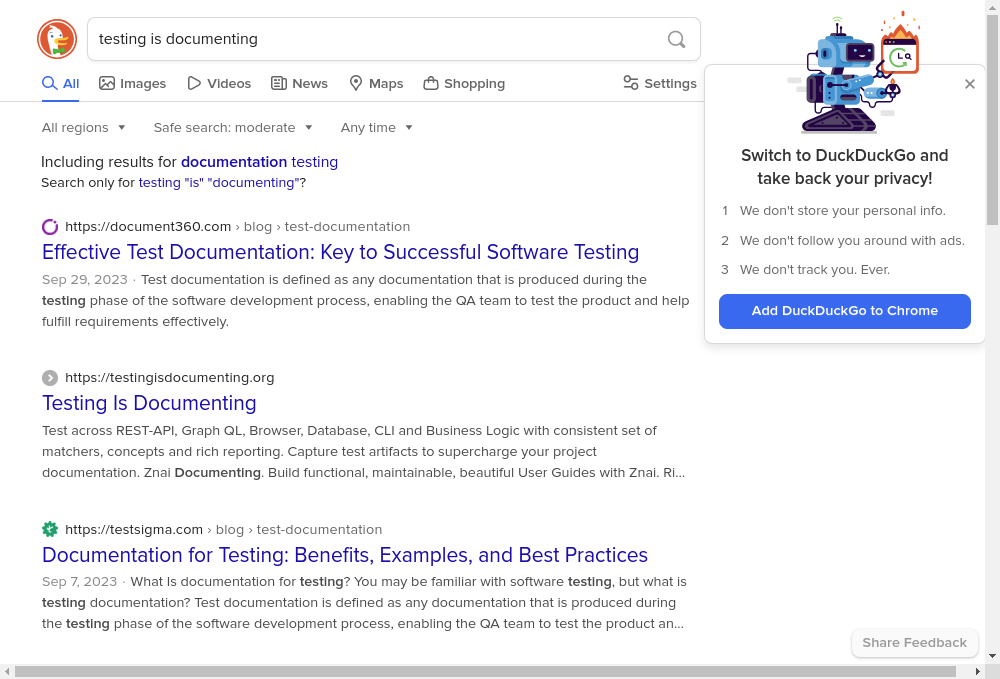 testing is documenting
All
Images
Videos
News
Maps
Shopping
Settings
All regions
Safe search: moderate
Any time
Including results for documentation testing
Search only for testing "is" "documenting"?
https://document360.com › blog › test-documentation
Effective Test Documentation: Key to Successful Software Testing
Sep 29, 2023 · Test documentation is defined as any documentation that is produced during the
testing phase of the software development process, enabling the QA team to test the product and help
fulfill requirements effectively.
https://testingisdocumenting.org
Testing Is Documenting
Test across REST-API, Graph QL, Browser, Database, CLI and Business Logic with consistent set of
matchers, concepts and rich reporting. Capture test artifacts to supercharge your project
documentation. Znai Documenting. Build functional, maintainable, beautiful User Guides with Znai. Ri...
https://testsigma.com › blog › test-documentation
Documentation for Testing: Benefits, Examples, and Best Practices
Sep 7, 2023 · What Is documentation for testing? You may be familiar with software testing, but what is
testing documentation? Test documentation is defined as any documentation that is produced during
the testing phase of the software development process, enabling the QA team to test the product an...
Switch to DuckDuckGo and
take back your privacy!
1 We don't store your personal info.
2 We don't follow you around with ads.
3 We don't track you. Ever.
Add DuckDuckGo to Chrome
Share Feedback